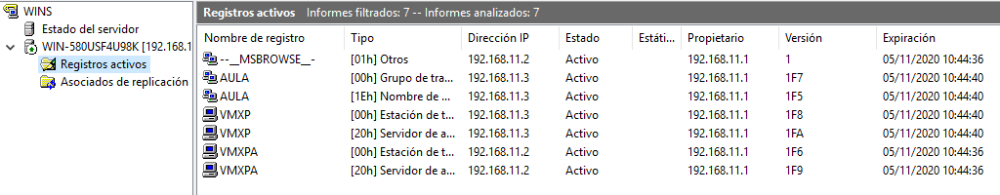 WINS
Estado del servidor
WIN-580USF4U98K [192.168.1
Registros activos
Asociados de replicación
Registros activos Informes filtrados: 7 -- Informes analizados: 7
Nombre de registro Tipo Dirección IP Estado Estáti... Propietario Versión Expiración
--__MSBROWSE__- [01h] Otros 192.168.11.2 Activo 192.168.11.1 1 05/11/2020 10:44:36
AULA [00h] Grupo de tra... 192.168.11.2 Activo 192.168.11.1 1F7 05/11/2020 10:44:40
AULA [1Eh] Nombre de ... 192.168.11.3 Activo 192.168.11.1 1F5 05/11/2020 10:44:40
VMXP [00h] Estación de t... 192.168.11.3 Activo 192.168.11.1 1F8 05/11/2020 10:44:40
VMXP [20h] Servidor de a... 192.168.11.3 Activo 192.168.11.1 1FA 05/11/2020 10:44:40
VMXPA [00h] Estación de t... 192.168.11.2 Activo 192.168.11.1 1F6 05/11/2020 10:44:36
VMXPA [20h] Servidor de a... 192.168.11.2 Activo 192.168.11.1 1F9 05/11/2020 10:44:36